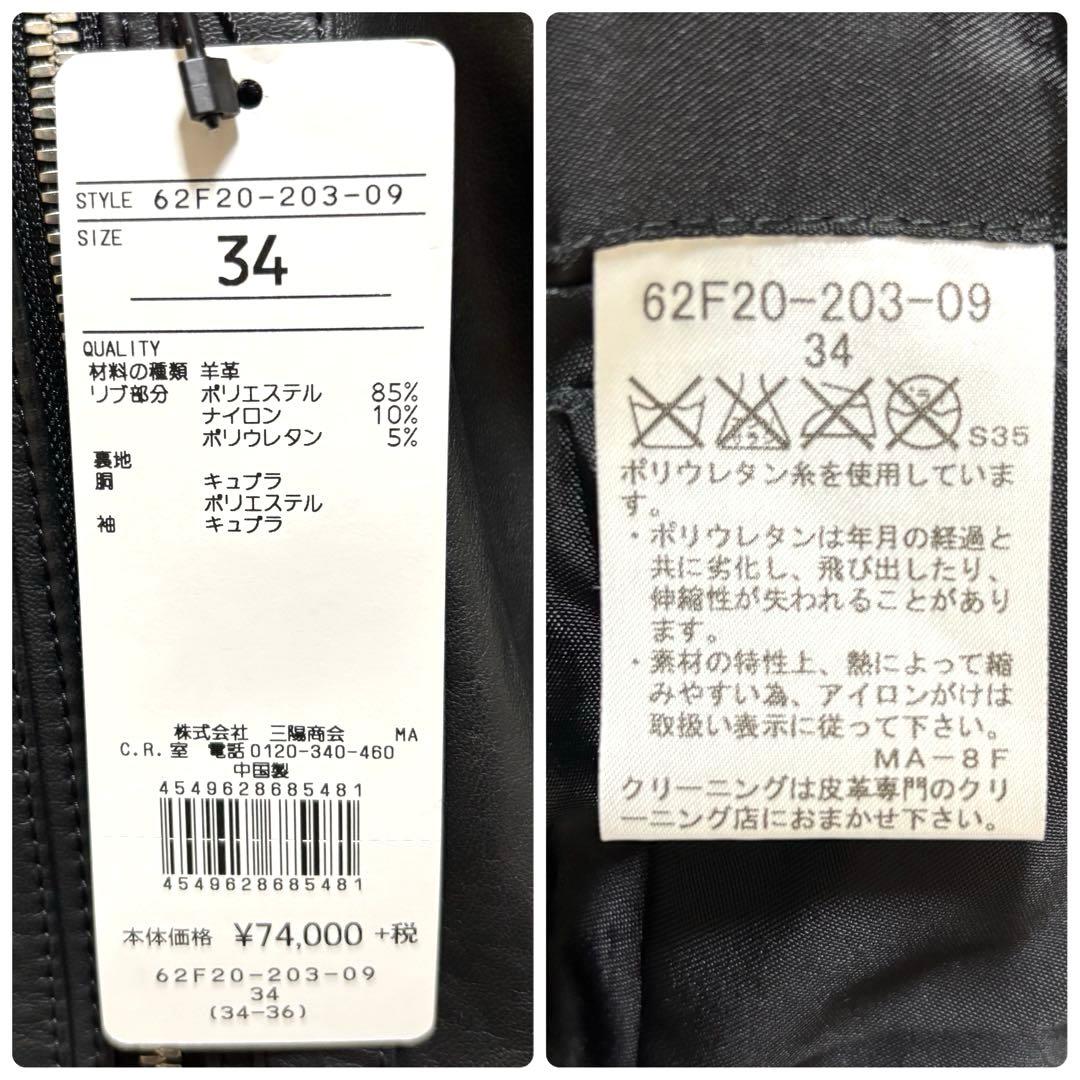 STYLE 62F20-203-09
SIZE
34
QUALITY
材料の種類 羊革
リブ部分 ポリエステル 85%
ナイロン 10%
ポリウレタン 5%
裏地
胴 キュプラ
ポリエステル
袖 キュプラ
株式会社 三陽商会 MA
C.R.室 電話0120-340-460
中国製
4549628685481
4549628685481
本体価格 ¥74,000 +税
62F20-203-09
34
(34-36)
62F20-203-09
34
S35
ポリウレタン糸を使用していま
す。
・ポリウレタンは年月の経過と
共に劣化し、飛び出したり、
伸縮性が失われることがあり
ます。
・素材の特性上、熱によって縮
みやすい為、アイロンがけは
取扱い表示に従って下さい。
MA-8F
クリーニングは皮革専門のクリ
ーニング店におまかせ下さい。